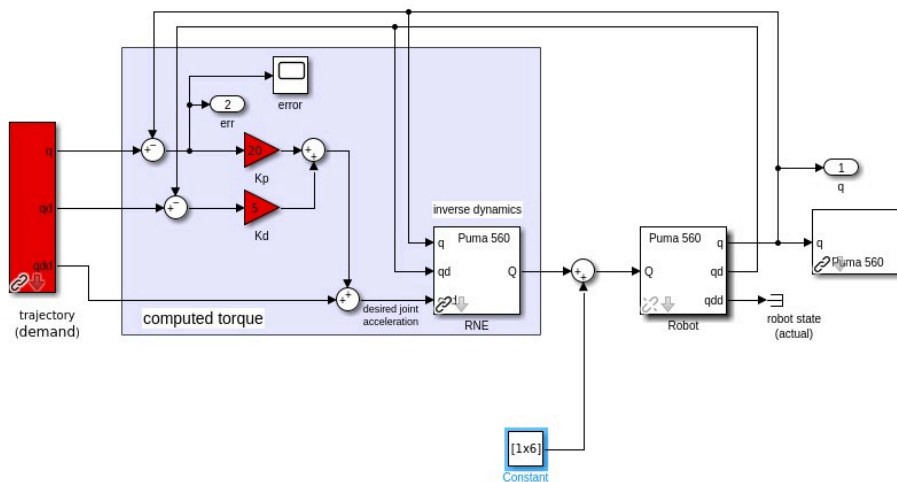 error
2
err
q
20
Kp
1
q
qd
5
Kd
inverse dynamics
Puma 560
q
qd
Q
RNE
Puma 560
Q
q
qd
qdd
Robot
q
Puma 560
qdd
trajectory
(demand)
computed torque
desired joint
acceleration
robot state
(actual)
[1x6]
Constant